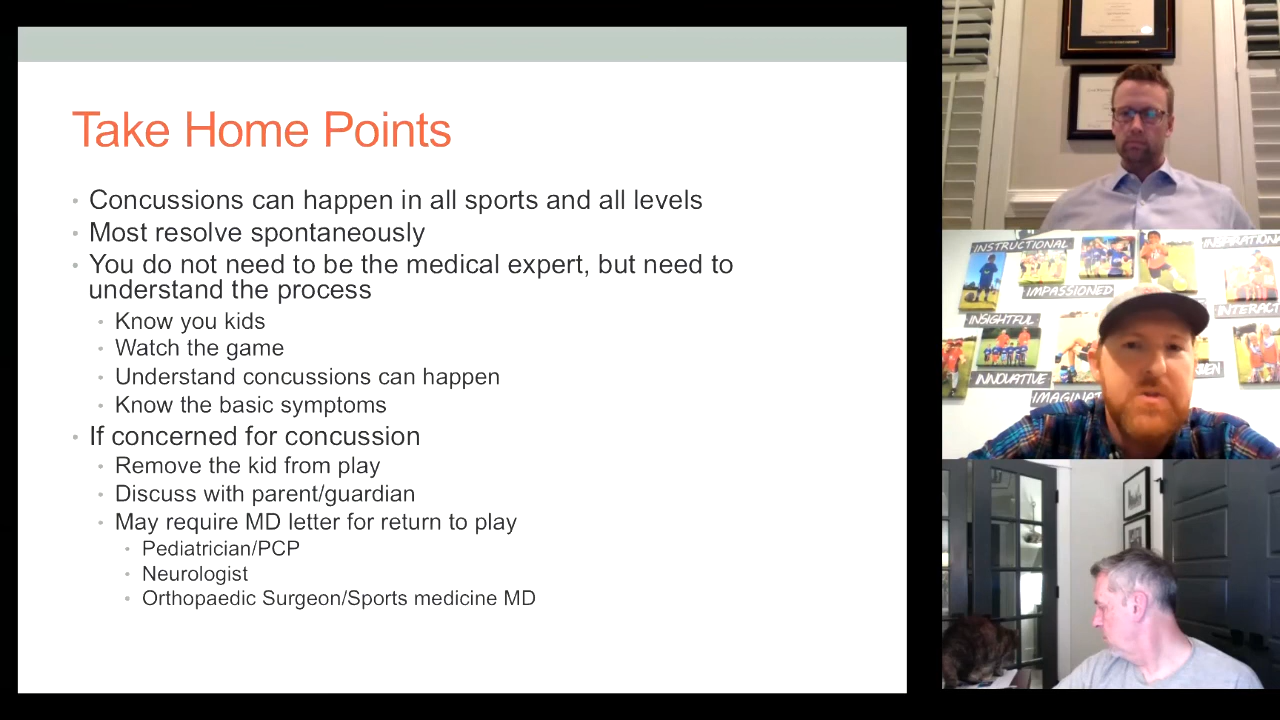 Take Home Points
• Concussions can happen in all sports and all levels
• Most resolve spontaneously
• You do not need to be the medical expert, but need to
understand the process
• Know you kids
• Watch the game
• Understand concussions can happen
• Know the basic symptoms
• If concerned for concussion
• Remove the kid from play
• Discuss with parent/guardian
• May require MD letter for return to play
• Pediatrician/PCP
• Neurologist
• Orthopaedic Surgeon/Sports medicine MD
INSTRUCTIONAL
IMPASSIONED
INSIGHTFUL
INTERACT
INNOVATIVE